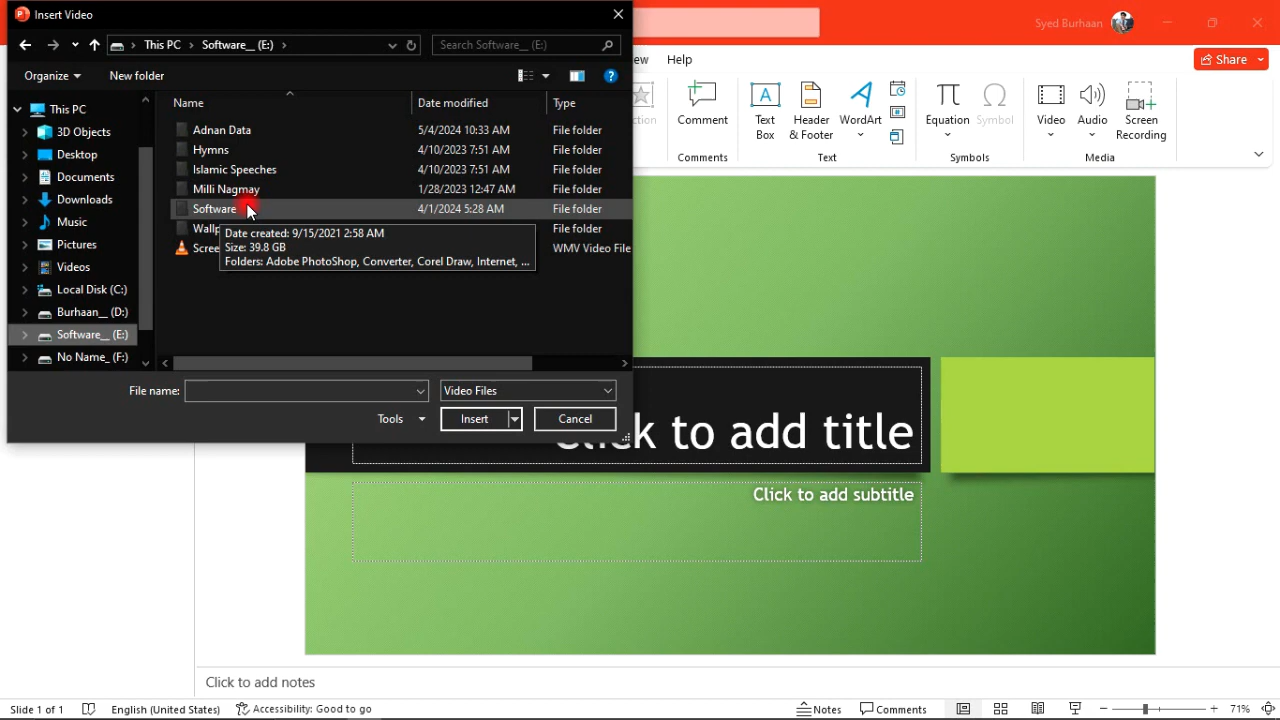 Insert Video
Syed Burhaan
This PC > Software__ (E:) >
Search Software__ (E:)
Help
Share
Organize
New folder
Name
Date modified
Type
This PC
3D Objects
Desktop
Documents
Downloads
Music
Pictures
Videos
Local Disk (C:)
Burhaan__ (D:)
Software__ (E:)
No Name_ (F:)
Adnan Data 5/4/2024 10:33 AM File folder
Hymns 4/10/2023 7:51 AM File folder
Islamic Speeches 4/10/2023 7:51 AM File folder
Milli Nagmay 1/28/2023 12:47 AM File folder
Software 4/1/2024 5:28 AM File folder
File folder
WMV Video File
Date created: 9/15/2021 2:58 AM
Size: 39.8 GB
Folders: Adobe PhotoShop, Converter, Corel Draw, Internet, ...
File name:
Video Files
Tools
Insert
Cancel
Comment
Text Box
Header & Footer
WordArt
Equation
Symbol
Video
Audio
Screen Recording
Comments
Text
Symbols
Media
to add title
Click to add subtitle
Click to add notes
Slide 1 of 1
English (United States)
Accessibility: Good to go
Notes
Comments
71%